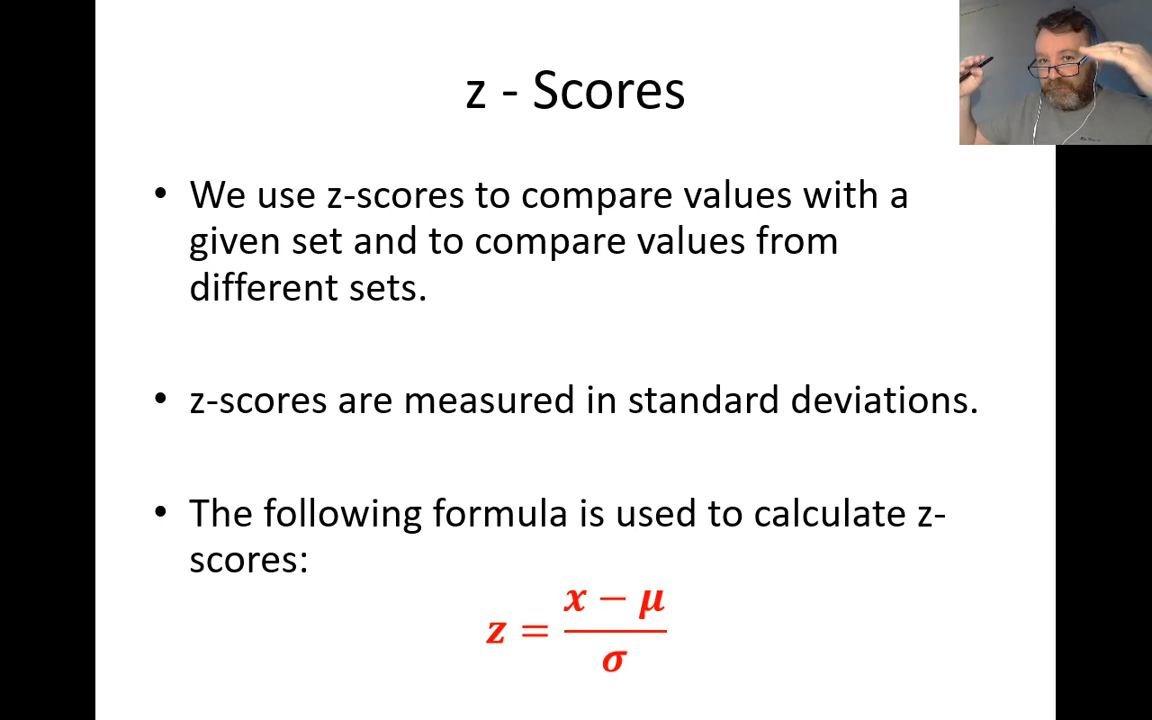 z - Scores
• We use z-scores to compare values with a
given set and to compare values from
different sets.
• z-scores are measured in standard deviations.
• The following formula is used to calculate z-
scores:
z = (x − μ) / σ